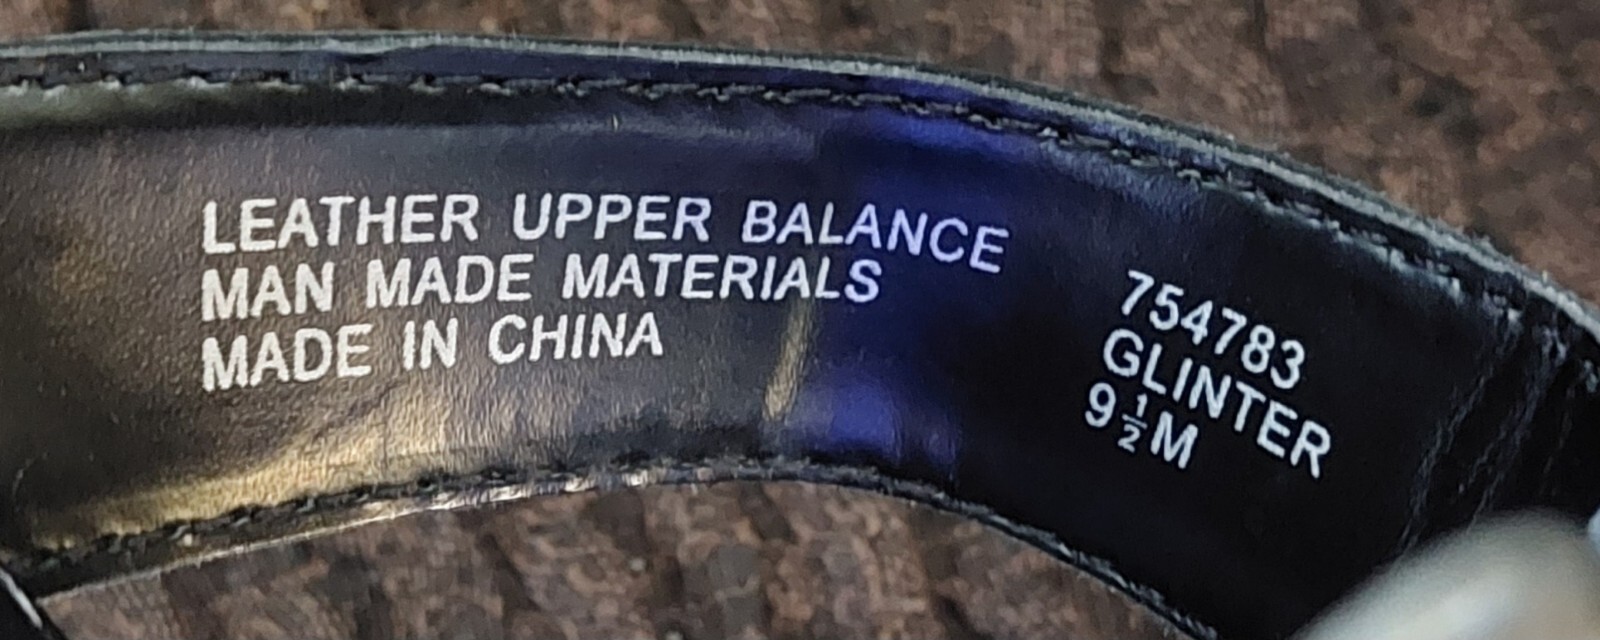 LEATHER UPPER BALANCE
MAN MADE MATERIALS
MADE IN CHINA
754783
GLINTER
9½M